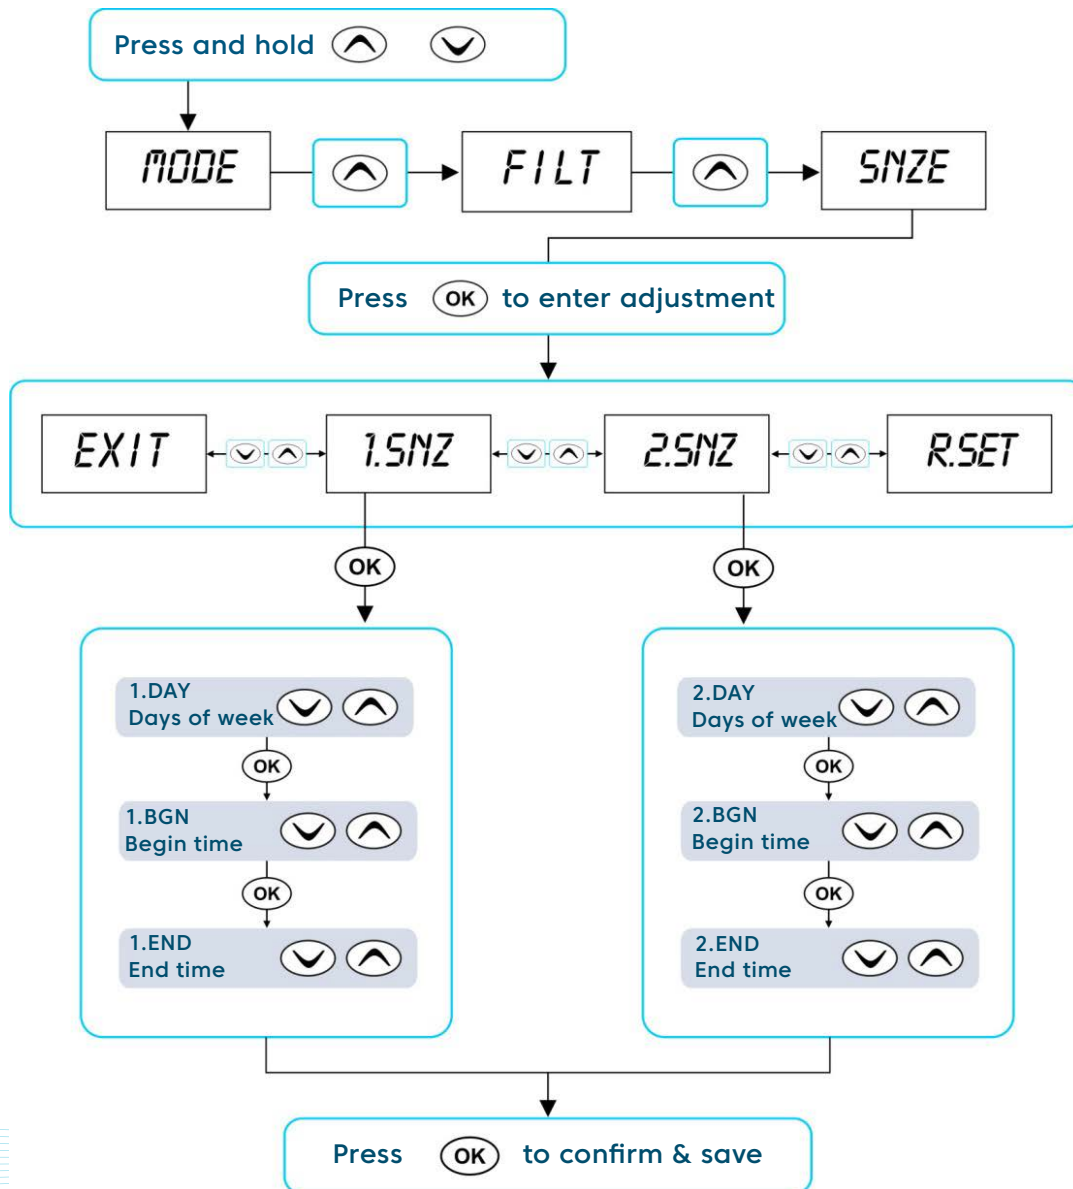 Press and hold
MODE
FILT
SNZE
Press OK to enter adjustment
EXIT
1.SNZ
2.SNZ
R.SET
OK
OK
1.DAY
Days of week
OK
1.BGN
Begin time
OK
1.END
End time
2.DAY
Days of week
OK
2.BGN
Begin time
OK
2.END
End time
Press OK to confirm & save